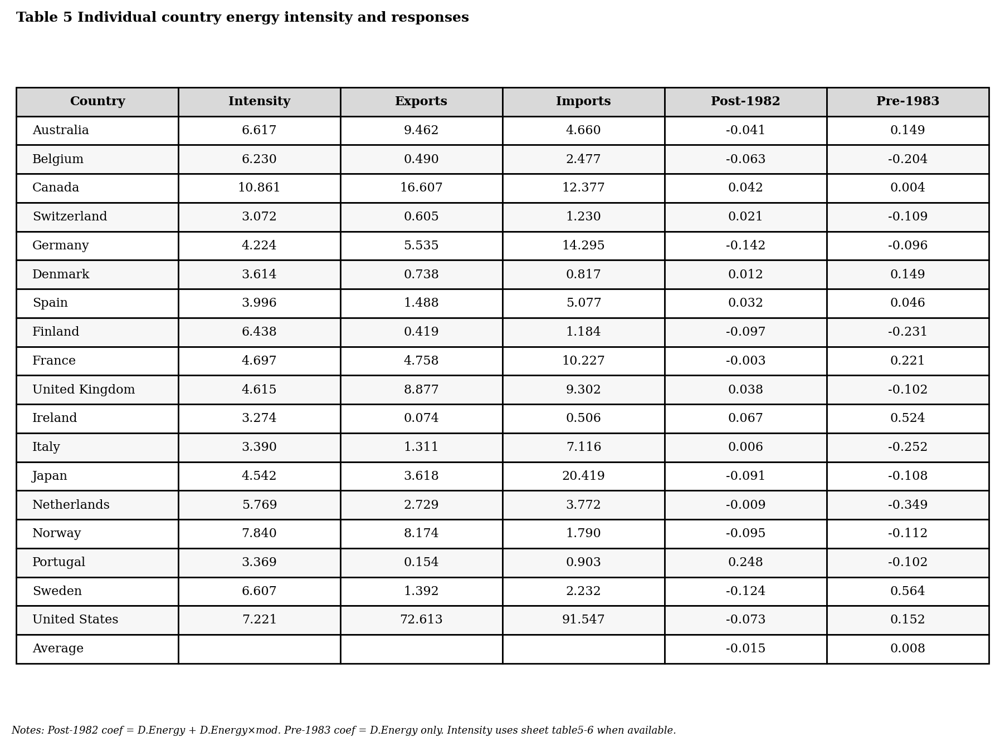 Table 5 Individual country energy intensity and responses
Country Intensity Exports Imports Post-1982 Pre-1983
Australia 6.617 9.462 4.660 -0.041 0.149
Belgium 6.230 0.490 2.477 -0.063 -0.204
Canada 10.861 16.607 12.377 0.042 0.004
Switzerland 3.072 0.605 1.230 0.021 -0.109
Germany 4.224 5.535 14.295 -0.142 -0.096
Denmark 3.614 0.738 0.817 0.012 0.149
Spain 3.996 1.488 5.077 0.032 0.046
Finland 6.438 0.419 1.184 -0.097 -0.231
France 4.697 4.758 10.227 -0.003 0.221
United Kingdom 4.615 8.877 9.302 0.038 -0.102
Ireland 3.274 0.074 0.506 0.067 0.524
Italy 3.390 1.311 7.116 0.006 -0.252
Japan 4.542 3.618 20.419 -0.091 -0.108
Netherlands 5.769 2.729 3.772 -0.009 -0.349
Norway 7.840 8.174 1.790 -0.095 -0.112
Portugal 3.369 0.154 0.903 0.248 -0.102
Sweden 6.607 1.392 2.232 -0.124 0.564
United States 7.221 72.613 91.547 -0.073 0.152
Average -0.015 0.008
Notes: Post-1982 coef = D.Energy + D.Energy×mod. Pre-1983 coef = D.Energy only. Intensity uses sheet table5-6 when available.